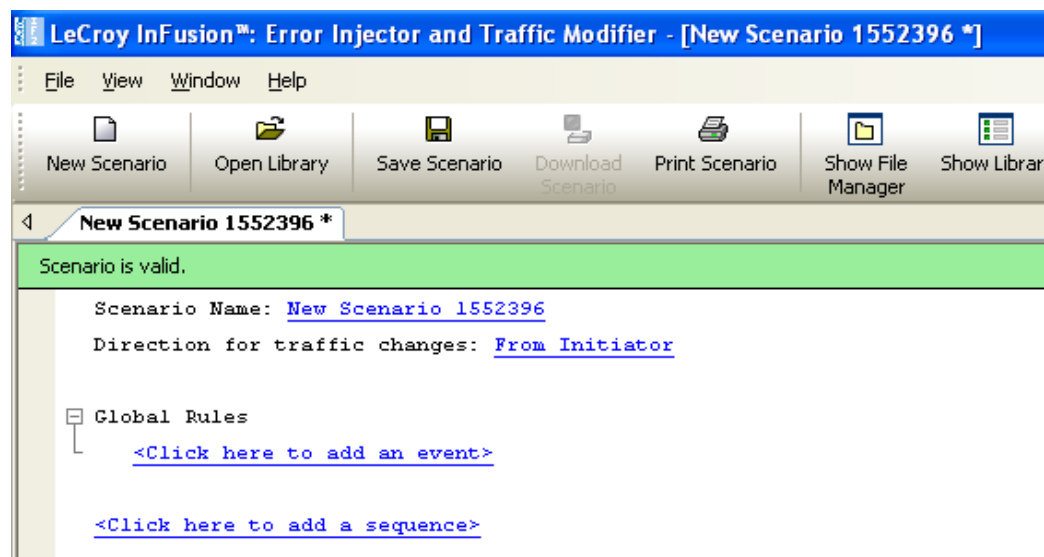 LeCroy InFusion™: Error Injector and Traffic Modifier - [New Scenario 1552396 *]
File View Window Help
New Scenario Open Library Save Scenario Download Scenario Print Scenario Show File Manager Show Librar
New Scenario 1552396 *
Scenario is valid.
Scenario Name: New Scenario 1552396
Direction for traffic changes: From Initiator
Global Rules
<Click here to add an event>
<Click here to add a sequence>